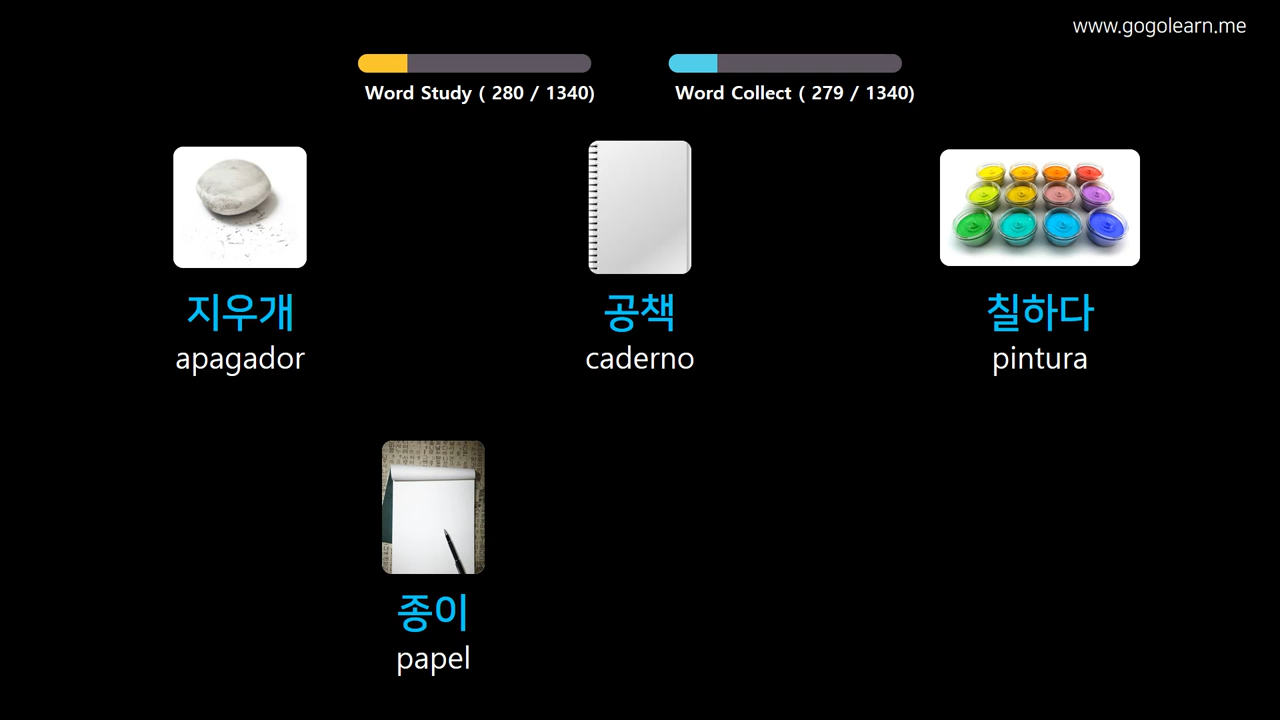 www.gogolearn.me
Word Study ( 280 / 1340)
Word Collect ( 279 / 1340)
지우개
apagador
공책
caderno
칠하다
pintura
종이
papel